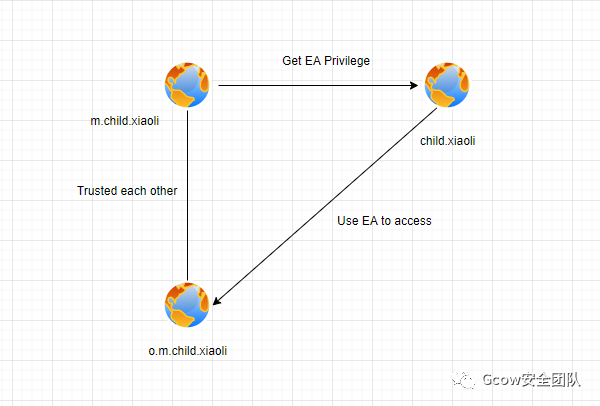 Get EA Privilege
m.child.xiaoli
child.xiaoli
Trusted each other
Use EA to access
o.m.child.xiaoli
Gcow安全团队